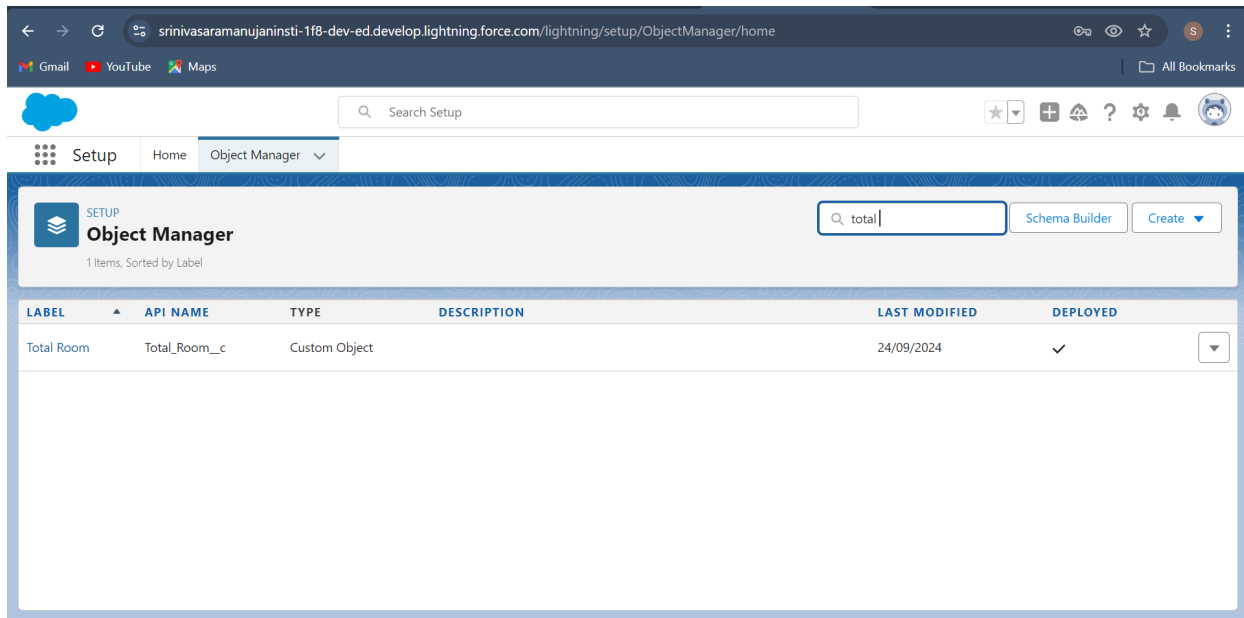 srinivasaramanujaninsti-1f8-dev-ed.develop.lightning.force.com/lightning/setup/ObjectManager/home
S
Gmail YouTube Maps All Bookmarks
Search Setup
Setup Home Object Manager
SETUP
Object Manager
1 Items, Sorted by Label
total
Schema Builder
Create
LABEL API NAME TYPE DESCRIPTION LAST MODIFIED DEPLOYED
Total Room Total_Room__c Custom Object 24/09/2024